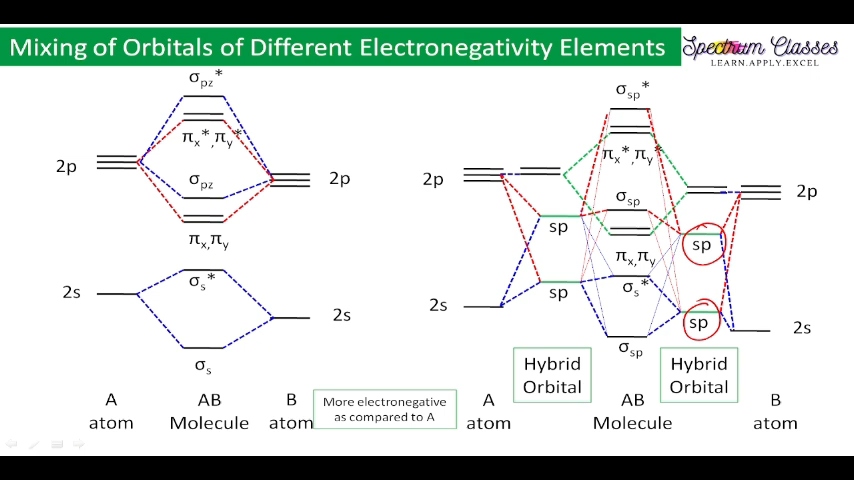 Mixing of Orbitals of Different Electronegativity Elements
Spectrum Classes
LEARN.APPLY.EXCEL
σpz*
πx*,πy*
2p
σpz
2p
πx,πy
2s
σs*
2s
σs
A
atom
AB
Molecule
B
atom
More electronegative
as compared to A
σsp*
πx*,πy*
2p
σsp
2p
sp
sp
πx,πy
sp
σs*
2s
sp
2s
σsp
Hybrid
Orbital
Hybrid
Orbital
A
atom
AB
Molecule
B
atom